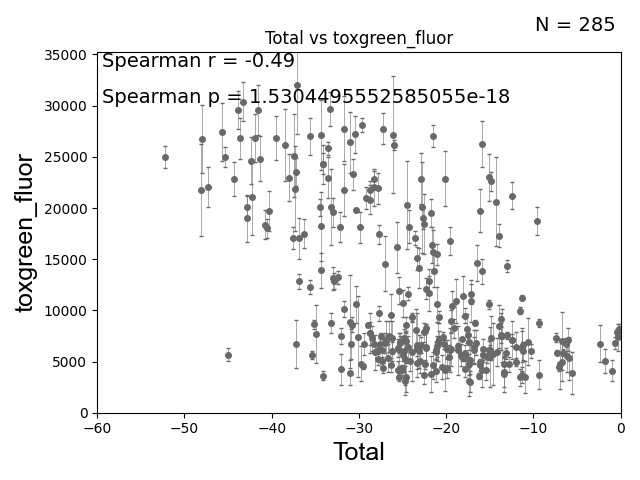 N = 285
Total vs toxgreen_fluor
Spearman r = -0.49
Spearman p = 1.5304495552585055e-18
35000
30000
25000
20000
15000
10000
5000
0
toxgreen_fluor
−60 −50 −40 −30 −20 −10 0
Total